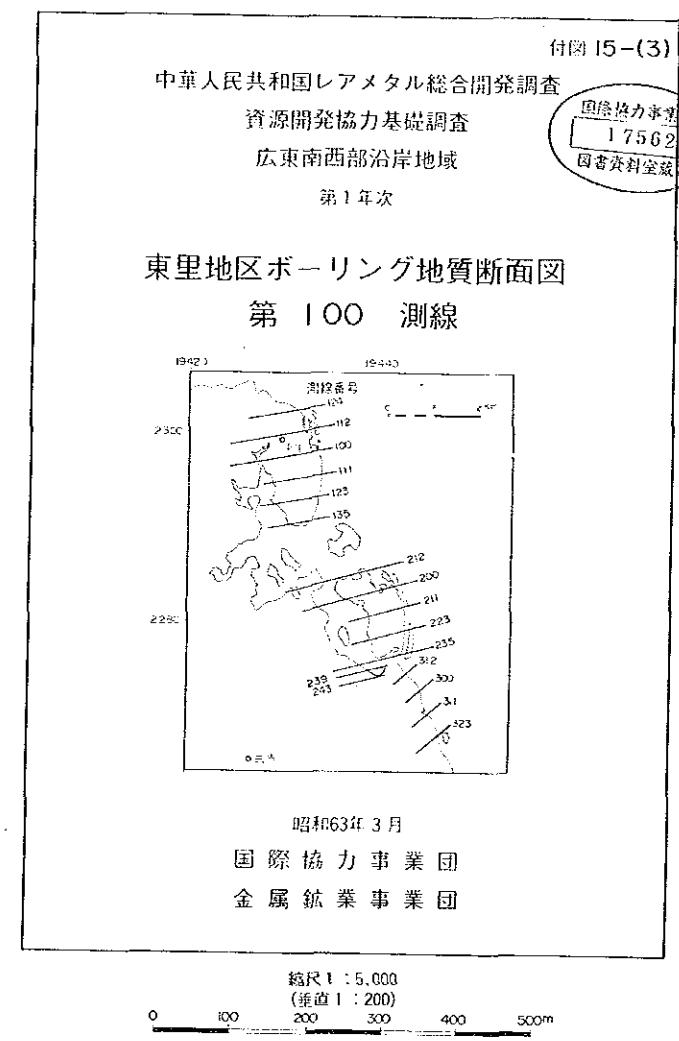 付図 15-(3)
中華人民共和国レアメタル総合開発調査
資源開発協力基礎調査
広東南西部沿岸地域
第1年次
国際協力事業
17562
図書資料室蔵
東里地区ボーリング地質断面図
第 100 測線
19420
19440
測線番号
124
2300
112
100
111
123
135
212
200
211
2280
223
235
312
239
300
243
311
323
昭和63年3月
国際協力事業団
金属鉱業事業団
縮尺1:5,000
(垂直1:200)
0 100 200 300 400 500m